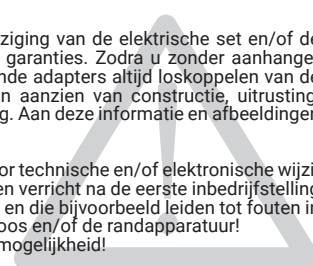 ziging van de elektrische set en/of de
garanties. Zodra u zonder aanhanger
nde adapters altijd loskoppelen van de
n aanzien van constructie, uitrusting
g. Aan deze informatie en afbeeldingen
or technische en/of elektronische wijzi
en verricht na de eerste inbedrijfstelling
en die bijvoorbeeld leiden tot fouten in
oos en/of de randapparatuur!
mogelijkheid!